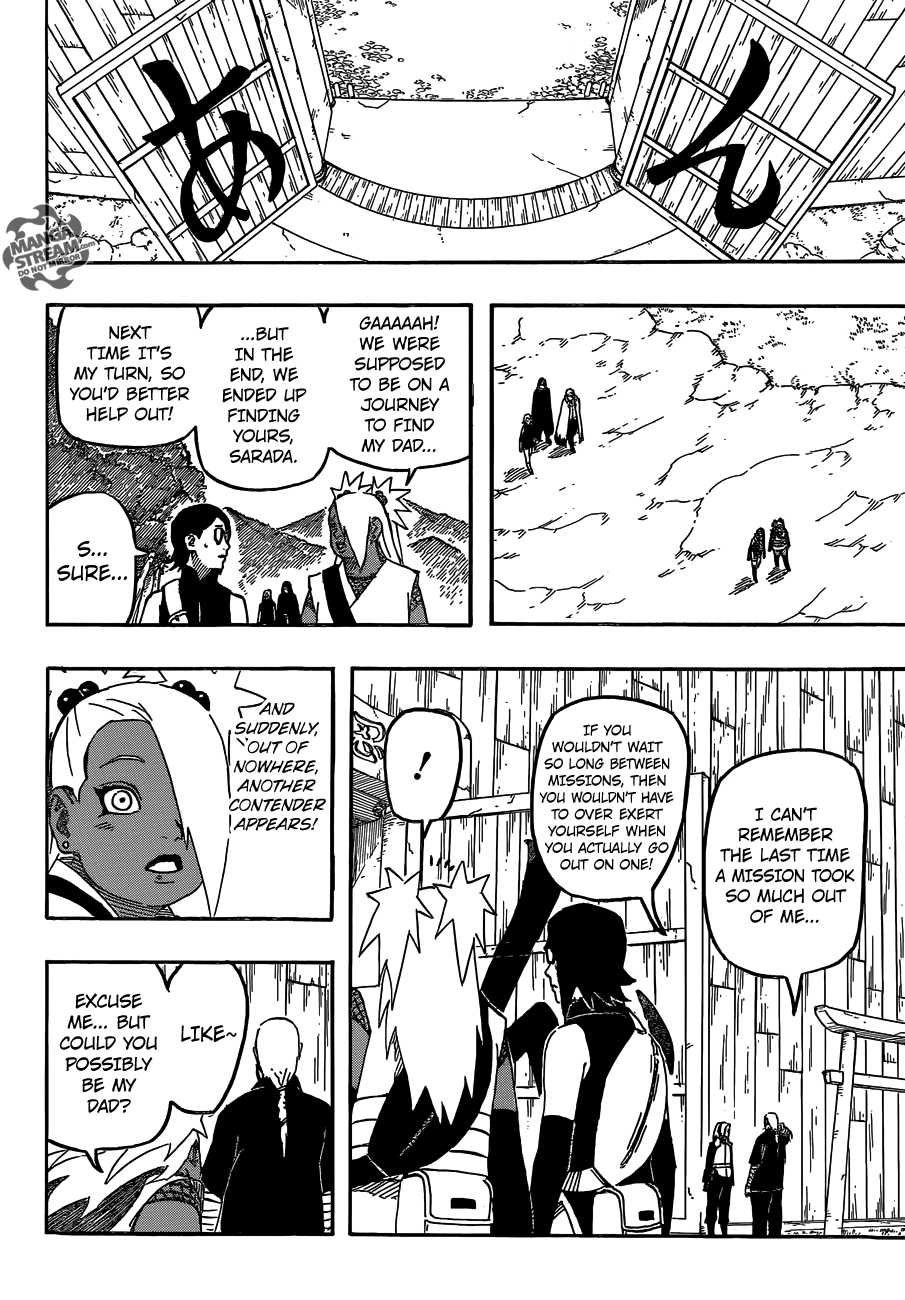 あ
ん
MANGA
STREAM.com
DO NOT MIRROR
GAAAAAH!
WE WERE
SUPPOSED
TO BE ON A
JOURNEY
TO FIND
MY DAD...
...BUT
IN THE
END, WE
ENDED UP
FINDING
YOURS,
SARADA.
NEXT
TIME IT'S
MY TURN, SO
YOU'D BETTER
HELP OUT!
S...
SURE...
I CAN'T
REMEMBER
THE LAST TIME
A MISSION TOOK
SO MUCH OUT
OF ME...
IF YOU
WOULDN'T WAIT
SO LONG BETWEEN
MISSIONS, THEN
YOU WOULDN'T HAVE
TO OVER EXERT
YOURSELF WHEN
YOU ACTUALLY GO
OUT ON ONE!
!
AND
SUDDENLY,
OUT OF
NOWHERE,
ANOTHER
CONTENDER
APPEARS!
LIKE~
EXCUSE
ME... BUT
COULD YOU
POSSIBLY
BE MY
DAD?